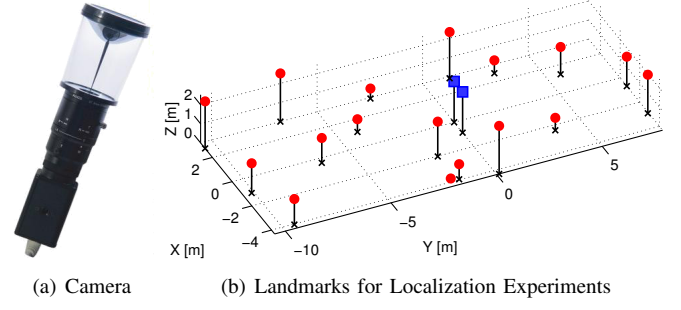 2
1
0
Z [m]
2
0
−2
−4
X [m]
−10
−5
0
5
Y [m]
(a) Camera
(b) Landmarks for Localization Experiments